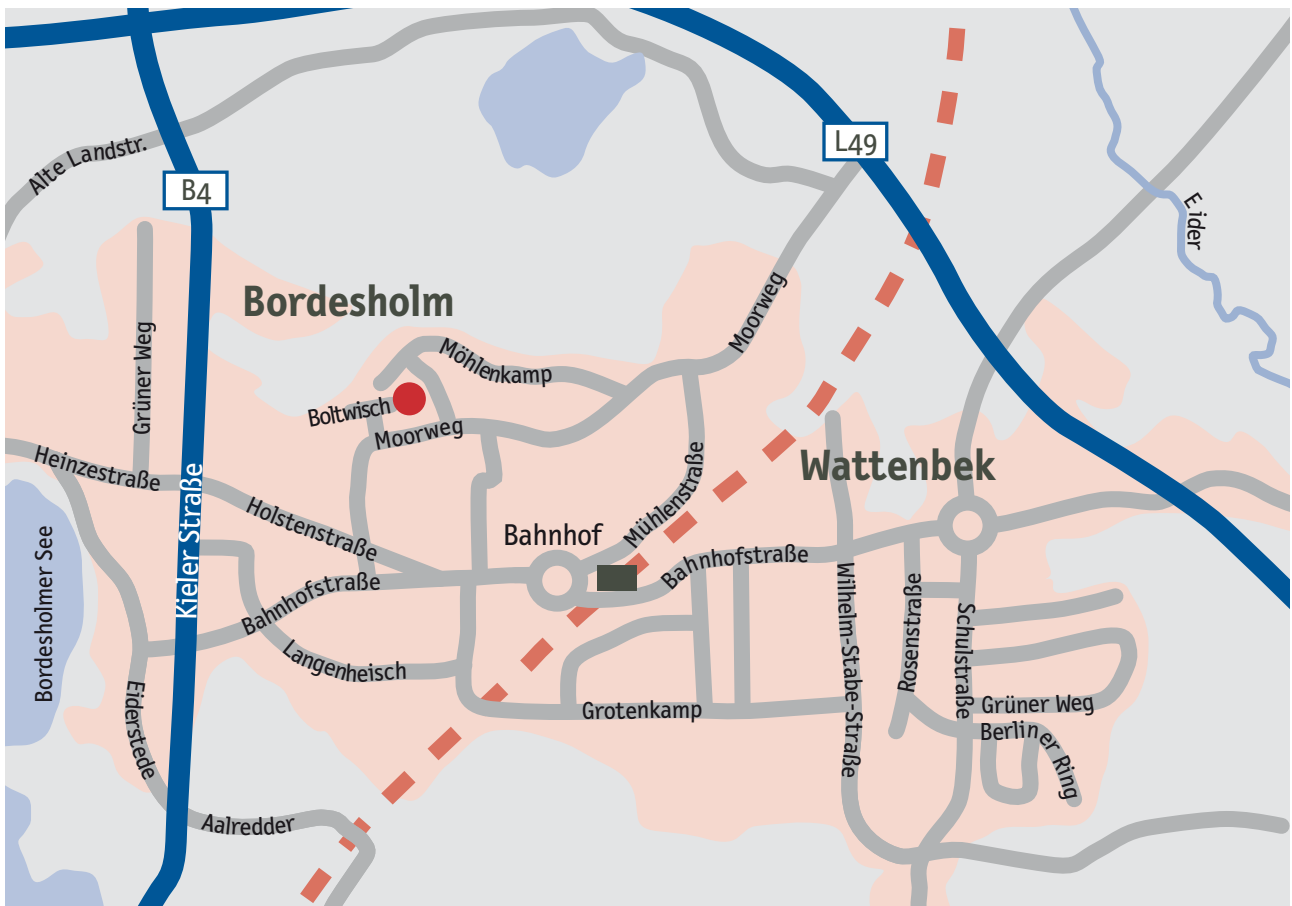 Alte Landstr.
L49
B4
Eider
Bordesholm
Moorweg
Grüner Weg
Möhlenkamp
Boltwisch
Moorweg
Heinzestraße
Wattenbek
Mühlenstraße
Holstenstraße
Kieler Straße
Bahnhof
Bahnhofstraße
Bahnhofstraße
Bordesholmer See
Langenheisch
Wilhelm-Stabe-Straße
Rosenstraße
Schulstraße
Eiderstede
Grotenkamp
Grüner Weg
Berliner Ring
Aalredder